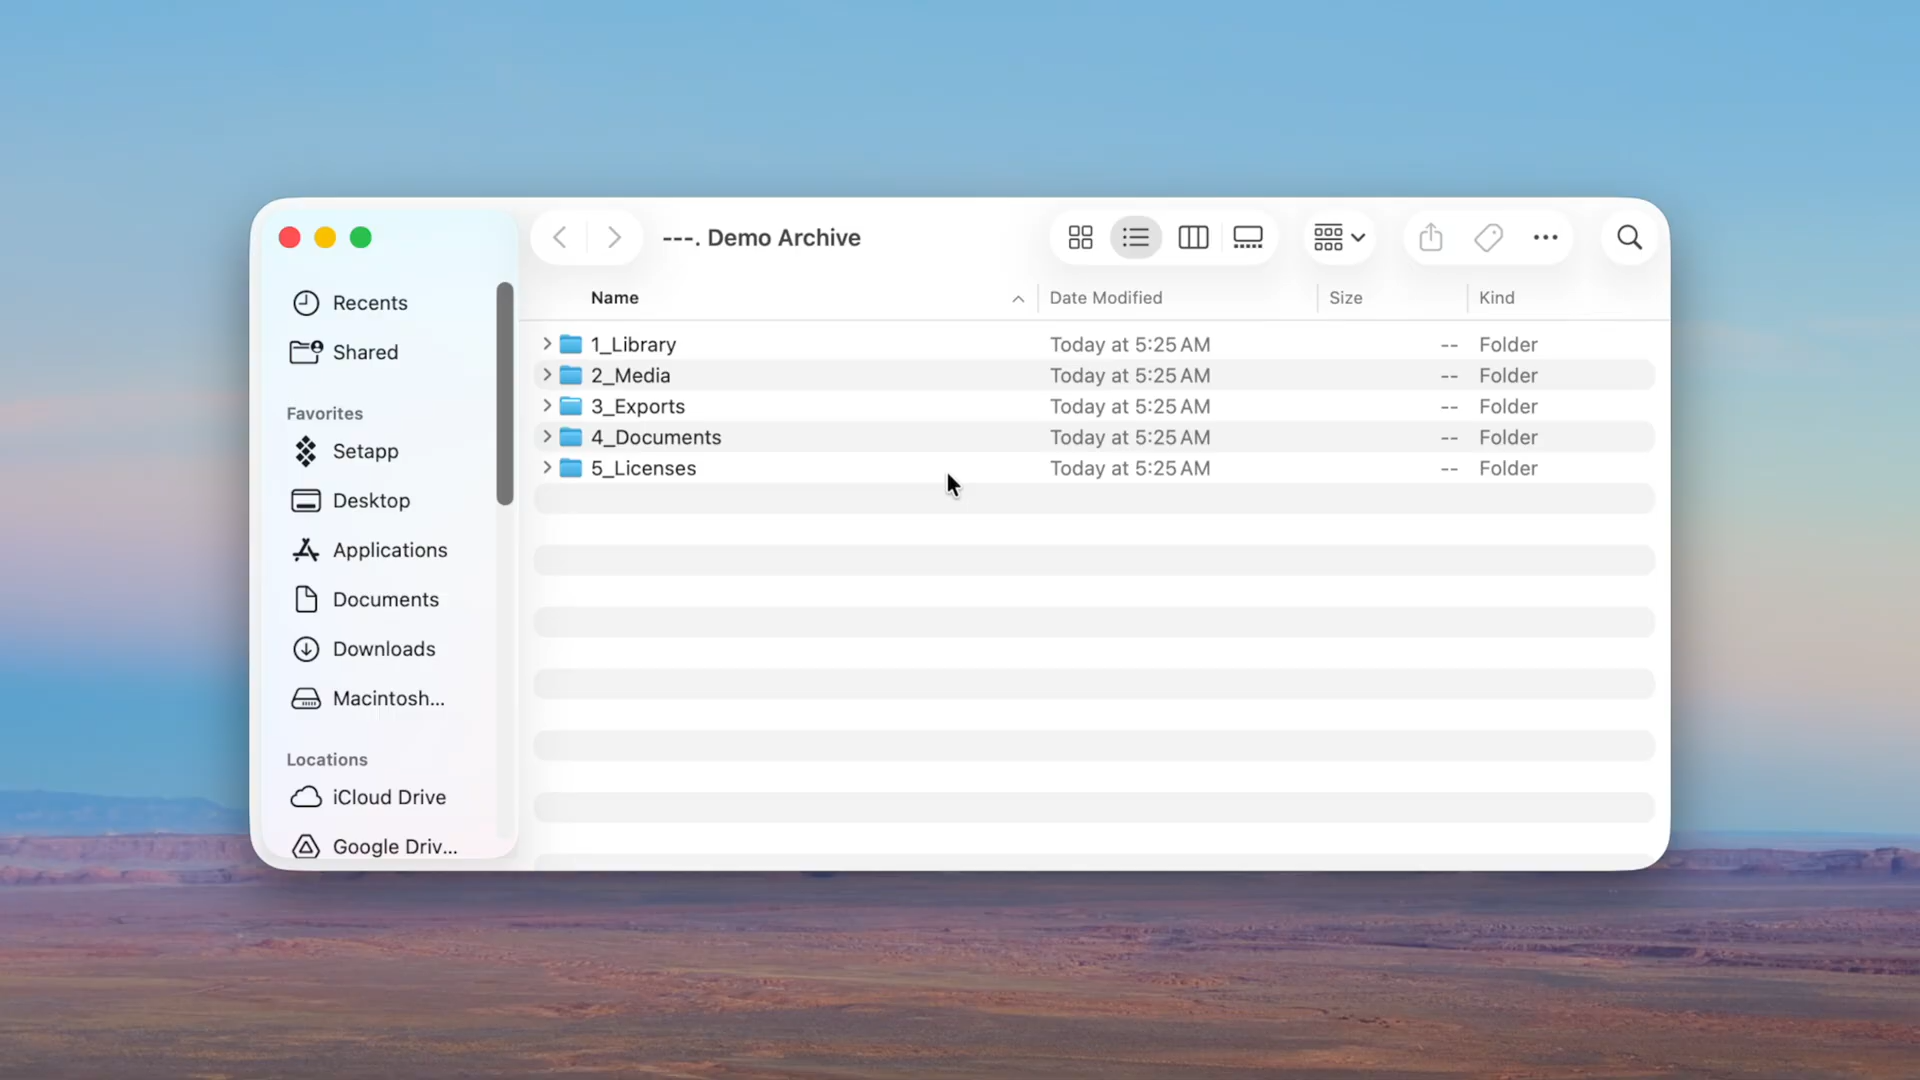 ---. Demo Archive
Recents
Shared
Favorites
Setapp
Desktop
Applications
Documents
Downloads
Macintosh...
Locations
iCloud Drive
Google Driv...
Name Date Modified Size Kind
1_Library Today at 5:25 AM -- Folder
2_Media Today at 5:25 AM -- Folder
3_Exports Today at 5:25 AM -- Folder
4_Documents Today at 5:25 AM -- Folder
5_Licenses Today at 5:25 AM -- Folder